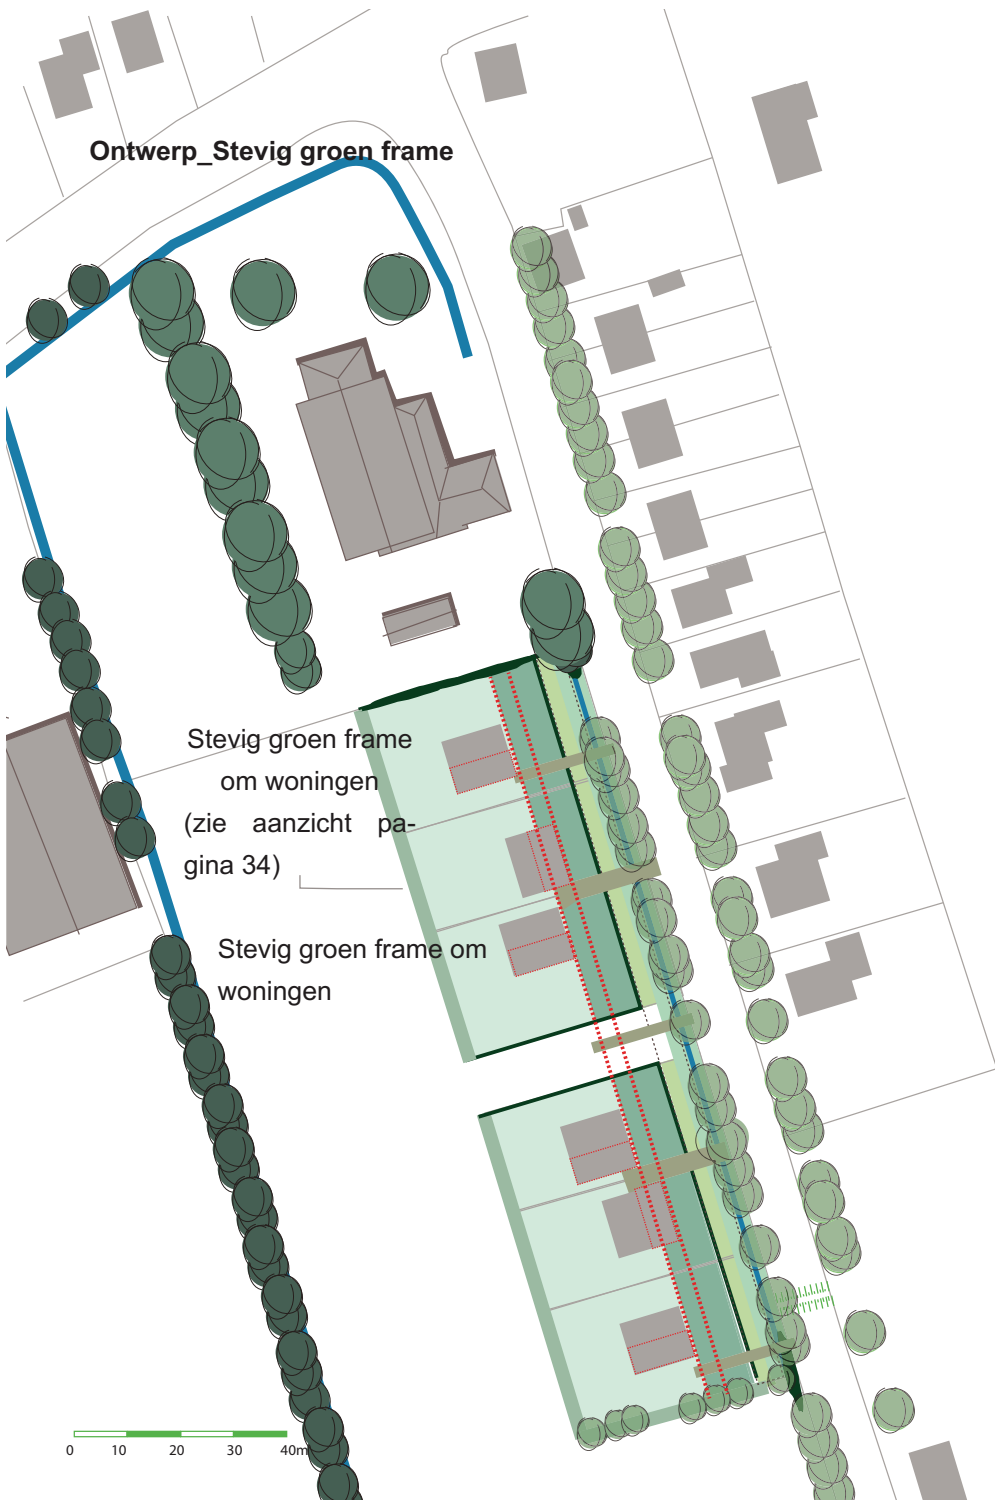 Ontwerp_Stevig groen frame
Stevig groen frame
om woningen
(zie aanzicht pa-
gina 34)
Stevig groen frame om
woningen
0 10 20 30 40m